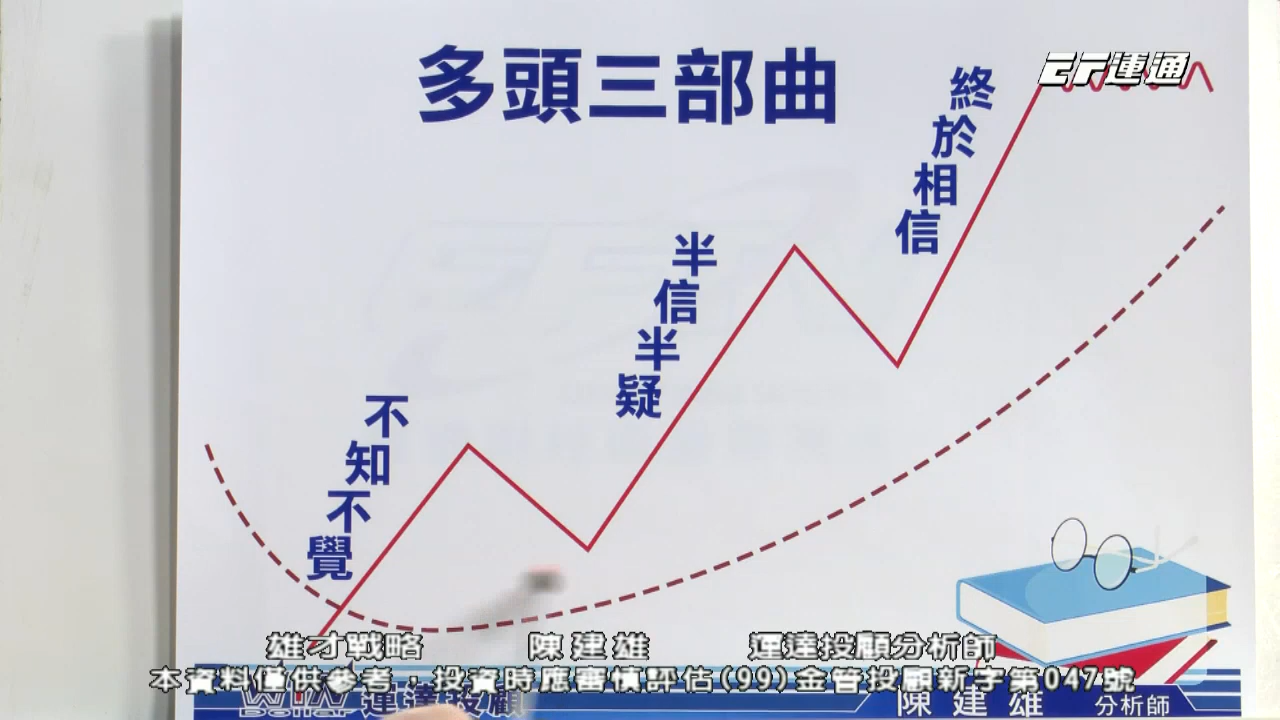 多頭三部曲
EF運通
終於相信
半信半疑
不知不覺
雄才戰略 陳建雄 運達投顧分析師
本資料僅供參考，投資時應審慎評估(99)金管投顧新字第047號
WIN Dollar 運達投顧
陳建雄 分析師